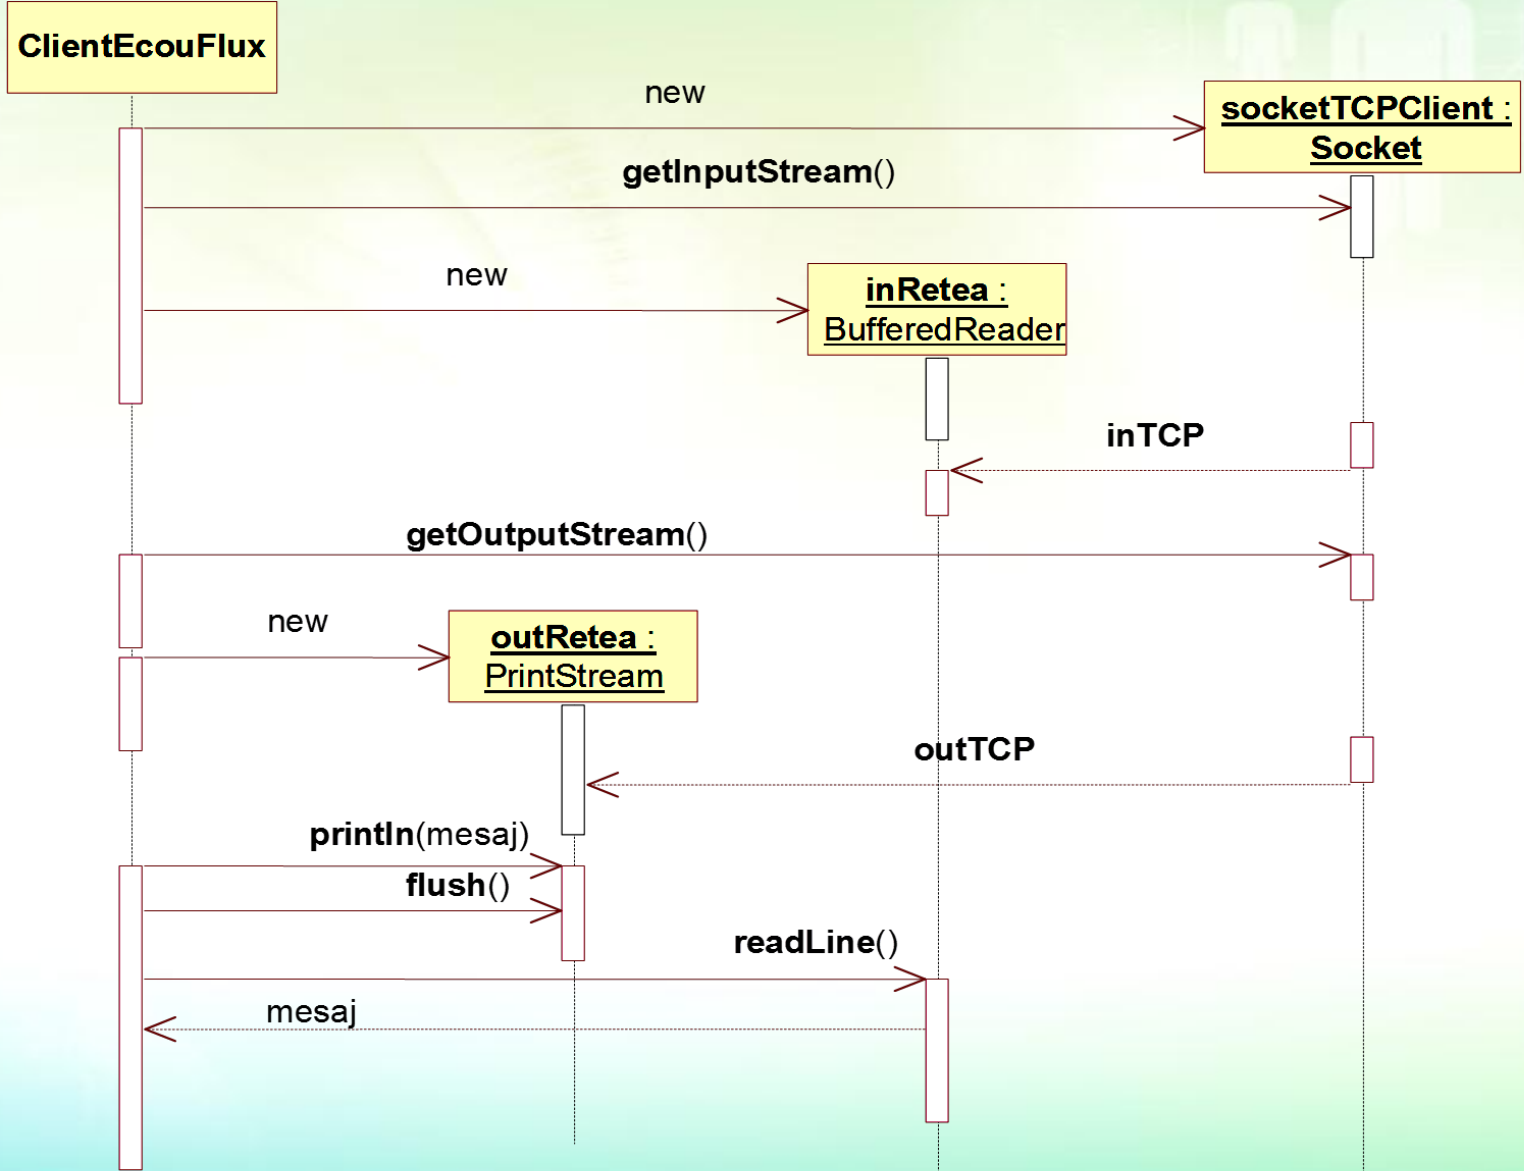 ClientEcouFlux
new
socketTCPClient :
Socket
getInputStream()
new
inRetea :
BufferedReader
inTCP
getOutputStream()
new
outRetea :
PrintStream
outTCP
println(mesaj)
flush()
readLine()
mesaj